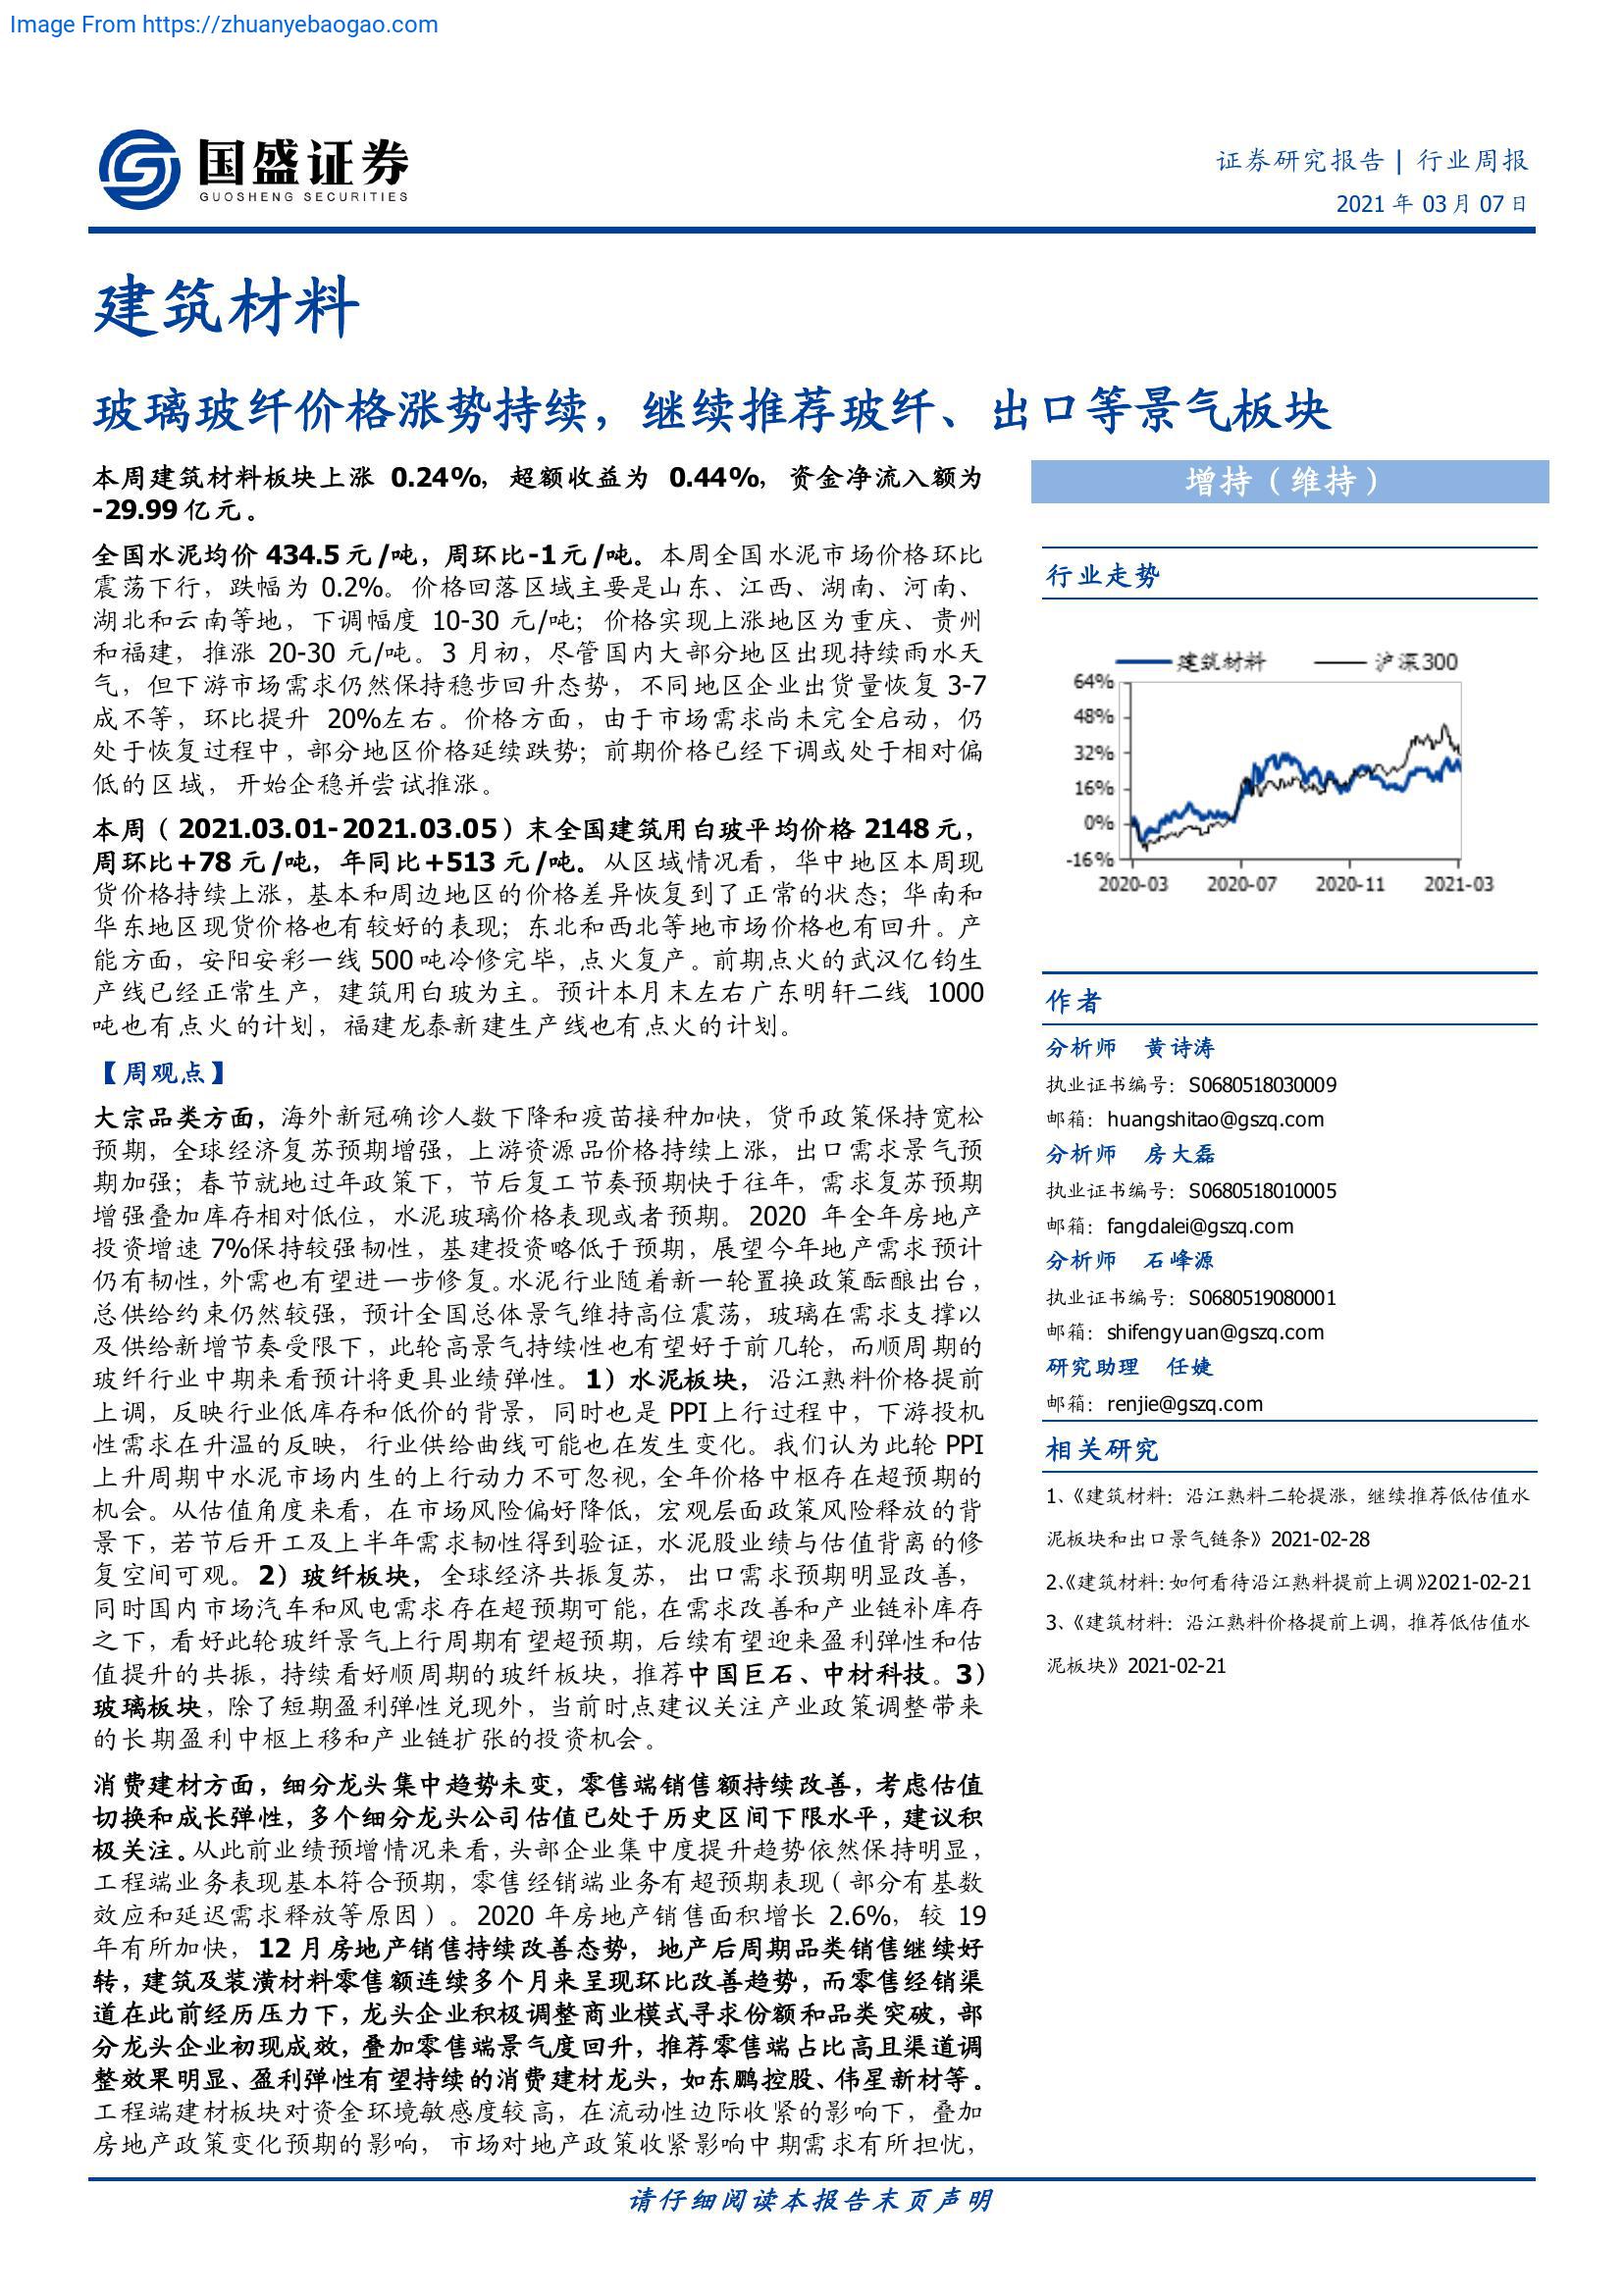 Image From https://zhuanyebaogao.com
国盛证券
GUOSHENG SECURITIES
证券研究报告 | 行业周报
2021 年 03 月 07 日
建筑材料
玻璃玻纤价格涨势持续，继续推荐玻纤、出口等景气板块
本周建筑材料板块上涨 0.24%，超额收益为 0.44%，资金净流入额为
-29.99 亿元。
全国水泥均价 434.5 元/吨，周环比-1 元/吨。本周全国水泥市场价格环比
震荡下行，跌幅为 0.2%。价格回落区域主要是山东、江西、湖南、河南、
湖北和云南等地，下调幅度 10-30 元/吨；价格实现上涨地区为重庆、贵州
和福建，推涨 20-30 元/吨。3 月初，尽管国内大部分地区出现持续雨水天
气，但下游市场需求仍然保持稳步回升态势，不同地区企业出货量恢复 3-7
成不等，环比提升 20%左右。价格方面，由于市场需求尚未完全启动，仍
处于恢复过程中，部分地区价格延续跌势；前期价格已经下调或处于相对偏
低的区域，开始企稳并尝试推涨。
本周（2021.03.01-2021.03.05）末全国建筑用白玻平均价格 2148 元，
周环比+78 元/吨，年同比+513 元/吨。从区域情况看，华中地区本周现
货价格持续上涨，基本和周边地区的价格差异恢复到了正常的状态；华南和
华东地区现货价格也有较好的表现；东北和西北等地市场价格也有回升。产
能方面，安阳安彩一线 500 吨冷修完毕，点火复产。前期点火的武汉亿钧生
产线已经正常生产，建筑用白玻为主。预计本月末左右广东明轩二线 1000
吨也有点火的计划，福建龙泰新建生产线也有点火的计划。
【周观点】
大宗品类方面，海外新冠确诊人数下降和疫苗接种加快，货币政策保持宽松
预期，全球经济复苏预期增强，上游资源品价格持续上涨，出口需求景气预
期加强；春节就地过年政策下，节后复工节奏预期快于往年，需求复苏预期
增强叠加库存相对低位，水泥玻璃价格表现或者预期。2020 年全年房地产
投资增速 7%保持较强韧性，基建投资略低于预期，展望今年地产需求预计
仍有韧性，外需也有望进一步修复。水泥行业随着新一轮置换政策酝酿出台，
总供给约束仍然较强，预计全国总体景气维持高位震荡，玻璃在需求支撑以
及供给新增节奏受限下，此轮高景气持续性也有望好于前几轮，而顺周期的
玻纤行业中期来看预计将更具业绩弹性。1）水泥板块，沿江熟料价格提前
上调，反映行业低库存和低价的背景，同时也是 PPI 上行过程中，下游投机
性需求在升温的反映，行业供给曲线可能也在发生变化。我们认为此轮 PPI
上升周期中水泥市场内生的上行动力不可忽视，全年价格中枢存在超预期的
机会。从估值角度来看，在市场风险偏好降低，宏观层面政策风险释放的背
景下，若节后开工及上半年需求韧性得到验证，水泥股业绩与估值背离的修
复空间可观。2）玻纤板块，全球经济共振复苏，出口需求预期明显改善，
同时国内市场汽车和风电需求存在超预期可能，在需求改善和产业链补库存
之下，看好此轮玻纤景气上行周期有望超预期，后续有望迎来盈利弹性和估
值提升的共振，持续看好顺周期的玻纤板块，推荐中国巨石、中材科技。3）
玻璃板块，除了短期盈利弹性兑现外，当前时点建议关注产业政策调整带来
的长期盈利中枢上移和产业链扩张的投资机会。
消费建材方面，细分龙头集中趋势未变，零售端销售额持续改善，考虑估值
切换和成长弹性，多个细分龙头公司估值已处于历史区间下限水平，建议积
极关注。从此前业绩预增情况来看，头部企业集中度提升趋势依然保持明显，
工程端业务表现基本符合预期，零售经销端业务有超预期表现（部分有基数
效应和延迟需求释放等原因）。2020 年房地产销售面积增长 2.6%，较 19
年有所加快，12 月房地产销售持续改善态势，地产后周期品类销售继续好
转，建筑及装潢材料零售额连续多个月来呈现环比改善趋势，而零售经销渠
道在此前经历压力下，龙头企业积极调整商业模式寻求份额和品类突破，部
分龙头企业初现成效，叠加零售端景气度回升，推荐零售端占比高且渠道调
整效果明显、盈利弹性有望持续的消费建材龙头，如东鹏控股、伟星新材等。
工程端建材板块对资金环境敏感度较高，在流动性边际收紧的影响下，叠加
房地产政策变化预期的影响，市场对地产政策收紧影响中期需求有所担忧，
增持（维持）
行业走势
建筑材料 沪深300
64%
48%
32%
16%
0%
-16%
2020-03 2020-07 2020-11 2021-03
作者
分析师 黄诗涛
执业证书编号：S0680518030009
邮箱：huangshitao@gszq.com
分析师 房大磊
执业证书编号：S0680518010005
邮箱：fangdalei@gszq.com
分析师 石峰源
执业证书编号：S0680519080001
邮箱：shifengyuan@gszq.com
研究助理 任婕
邮箱：renjie@gszq.com
相关研究
1、《建筑材料：沿江熟料二轮提涨，继续推荐低估值水
泥板块和出口景气链条》2021-02-28
2、《建筑材料：如何看待沿江熟料提前上调》2021-02-21
3、《建筑材料：沿江熟料价格提前上调，推荐低估值水
泥板块》2021-02-21
请仔细阅读本报告末页声明